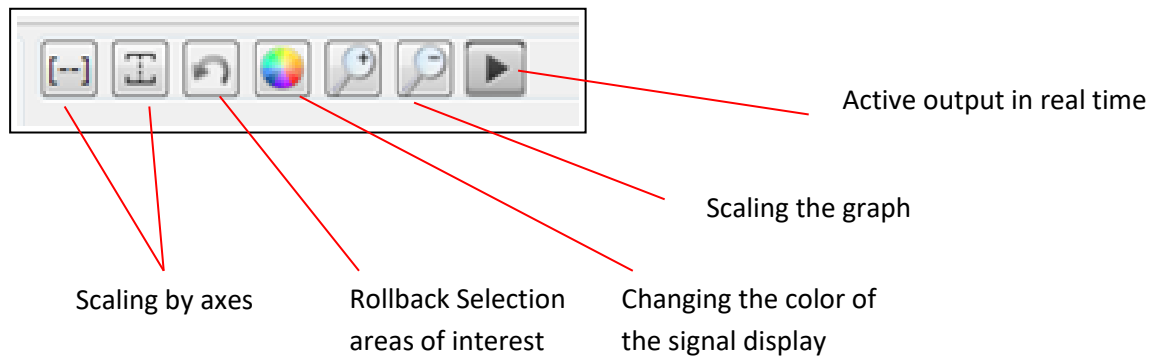 Active output in real time
Scaling the graph
Scaling by axes
Rollback Selection
areas of interest
Changing the color of
the signal display